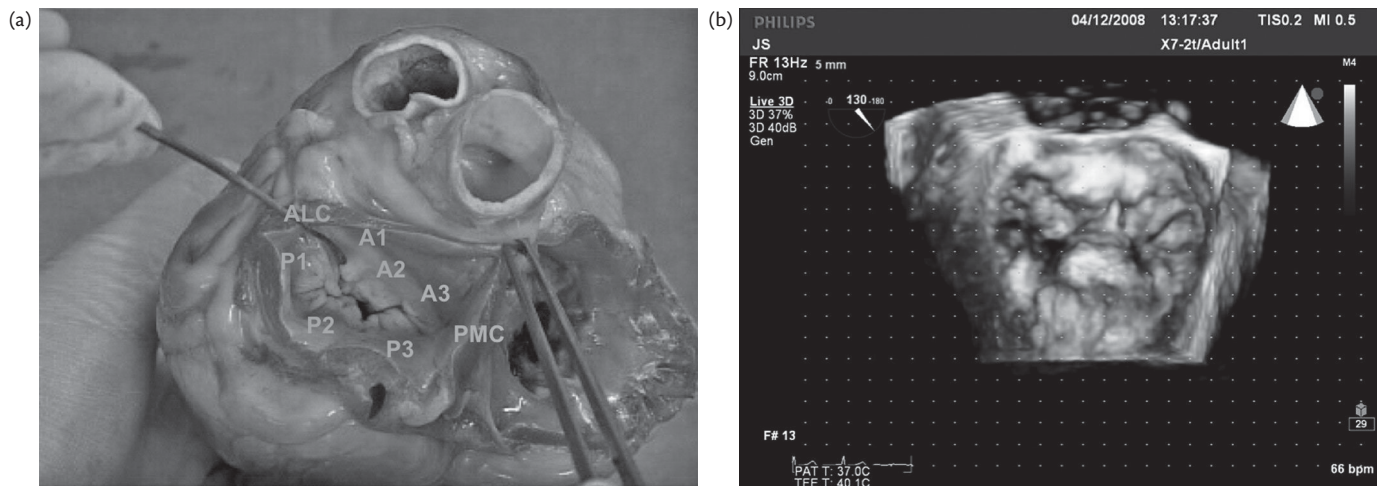 (a)
ALC
A1
P1
A2
A3
P2
PMC
P3
(b)
PHILIPS 04/12/2008 13:17:37 TIS0.2 MI 0.5
JS X7-2t/Adult1
FR 13Hz 5 mm
9.0cm
M4
Live 3D
3D 37%
3D 40dB
Gen
-0 130 -180
29
F# 13
PAT T: 37.0C
TEE T: 40.1C
66 bpm